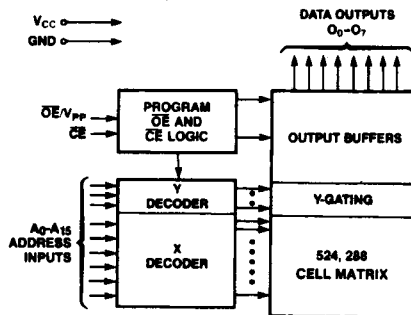 DATA OUTPUTS
O0–O7
VCC
GND
OE/VPP
CE
PROGRAM
OE AND
CE LOGIC
OUTPUT BUFFERS
Y
DECODER
Y-GATING
A0–A15
ADDRESS
INPUTS
X
DECODER
524, 288
CELL MATRIX